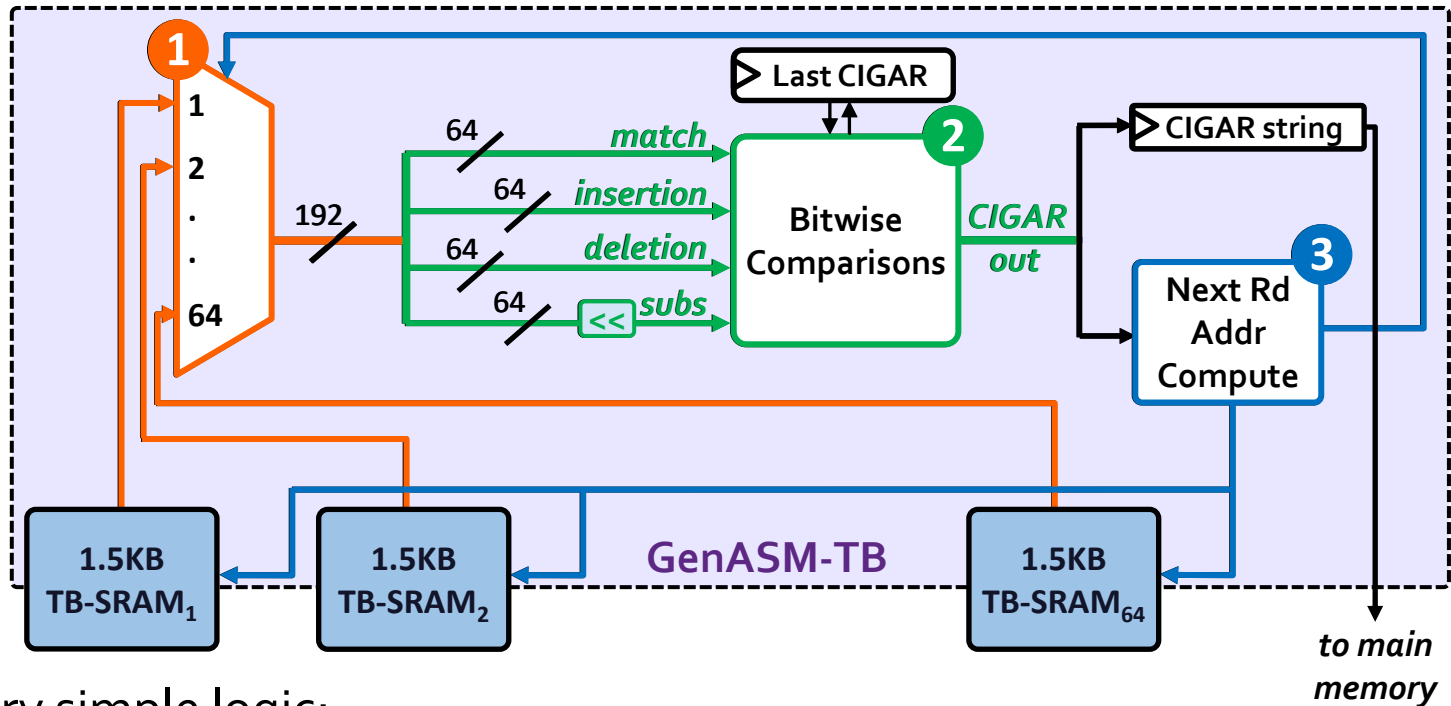 1
1
2
.
.
64
192
64
match
64
insertion
64
deletion
64
<<
subs
Last CIGAR
2
Bitwise
Comparisons
CIGAR
out
CIGAR string
3
Next Rd
Addr
Compute
1.5KB
TB-SRAM1
1.5KB
TB-SRAM2
GenASM-TB
1.5KB
TB-SRAM64
to main
memory
simple logic: